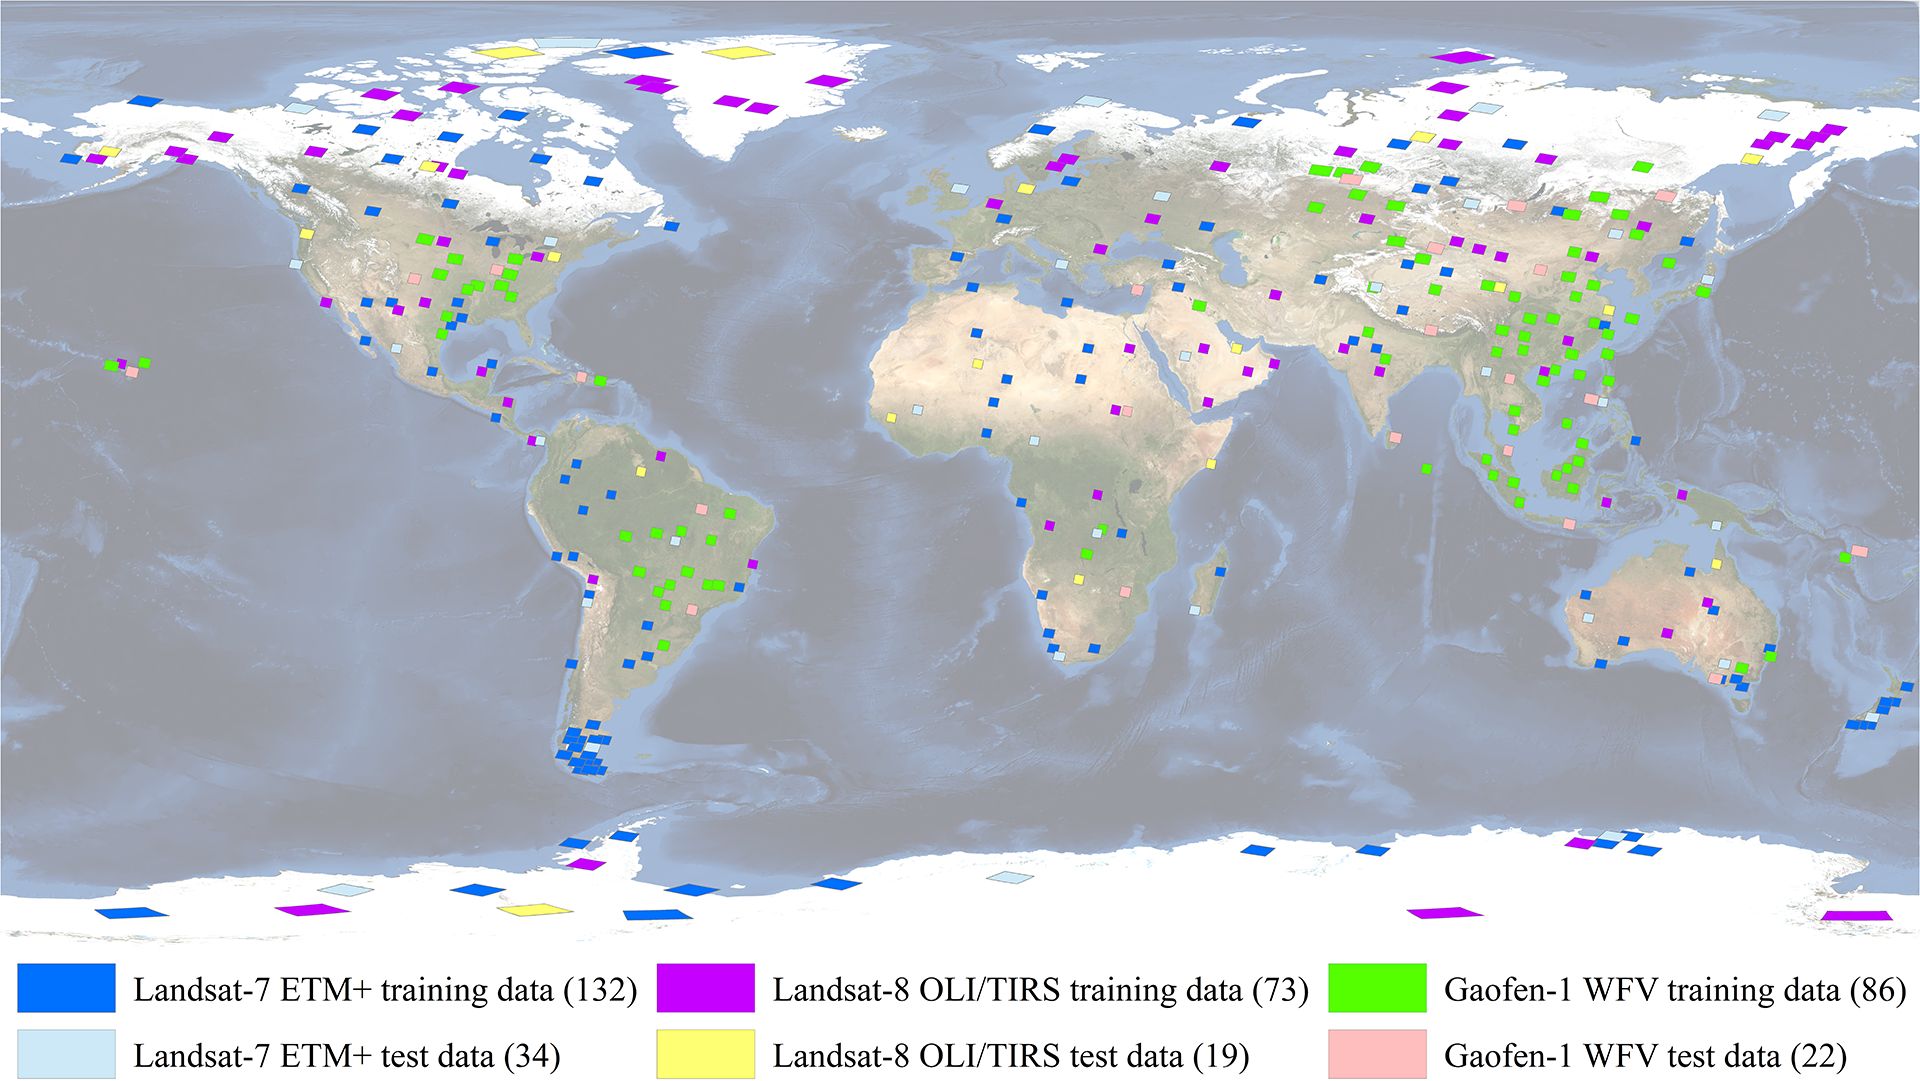 Landsat-7 ETM+ training data (132)
Landsat-8 OLI/TIRS training data (73)
Gaofen-1 WFV training data (86)
Landsat-7 ETM+ test data (34)
Landsat-8 OLI/TIRS test data (19)
Gaofen-1 WFV test data (22)